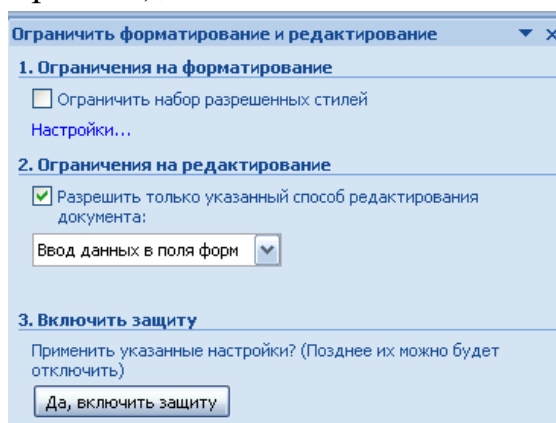 Ограничить форматирование и редактирование
1. Ограничения на форматирование
Ограничить набор разрешенных стилей
Настройки...
2. Ограничения на редактирование
Разрешить только указанный способ редактирования
документа:
Ввод данных в поля форм
3. Включить защиту
Применить указанные настройки? (Позднее их можно будет
отключить)
Да, включить защиту